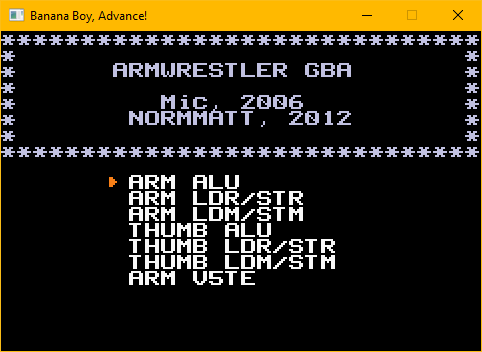 Banana Boy, Advance!
******************************
* *
* ARMWRESTLER GBA *
* *
* Mic, 2006 *
* NORMMATT, 2012 *
* *
******************************
ARM ALU
ARM LDR/STR
ARM LDM/STM
THUMB ALU
THUMB LDR/STR
THUMB LDM/STM
ARM V5TE